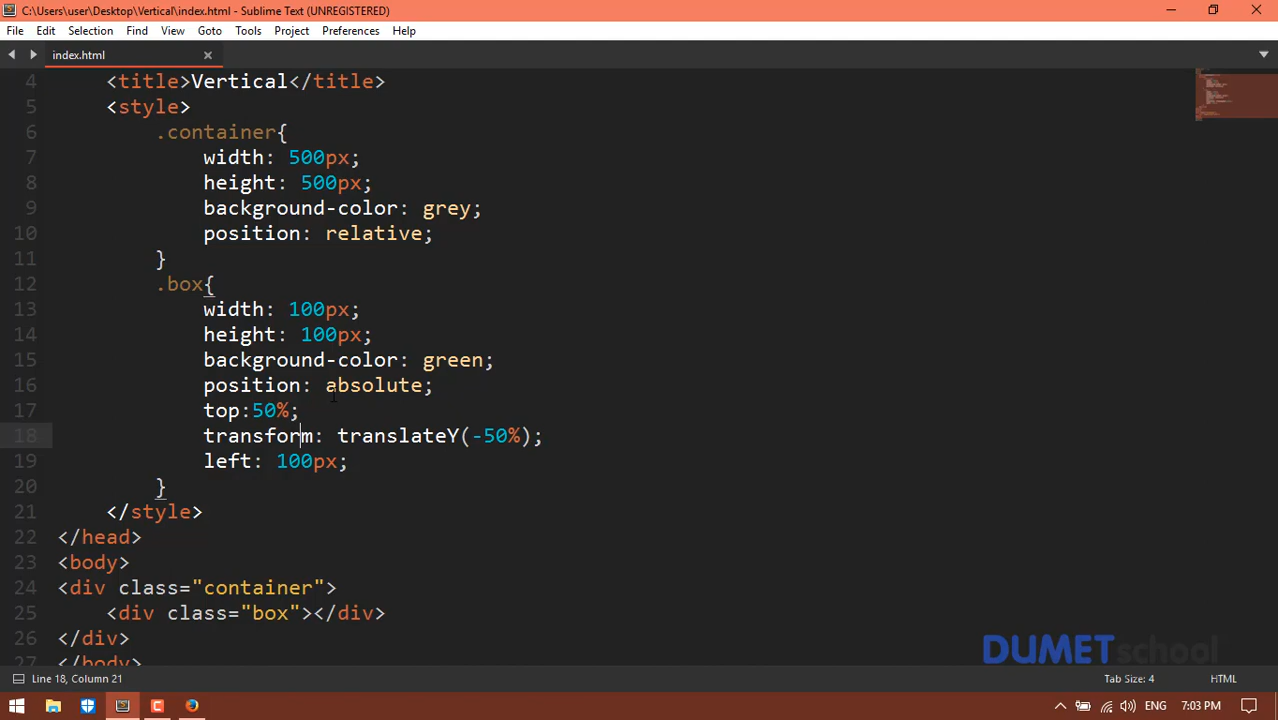 C:\Users\user\Desktop\Vertical\index.html - Sublime Text (UNREGISTERED)
File Edit Selection Find View Goto Tools Project Preferences Help
index.html
4 <title>Vertical</title>
5 <style>
6 .container{
7 width: 500px;
8 height: 500px;
9 background-color: grey;
10 position: relative;
11 }
12 .box{
13 width: 100px;
14 height: 100px;
15 background-color: green;
16 position: absolute;
17 top:50%;
18 transform: translateY(-50%);
19 left: 100px;
20 }
21 </style>
22 </head>
23 <body>
24 <div class="container">
25 <div class="box"></div>
26 </div>
27 </body>
DUMETschool
Line 18, Column 21 Tab Size: 4 HTML
ENG 7:03 PM